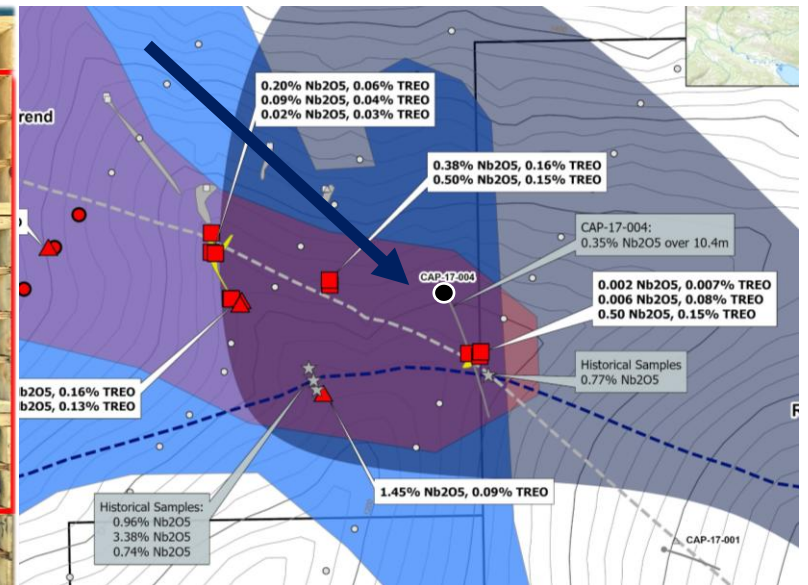 rend
0.20% Nb2O5, 0.06% TREO
0.09% Nb2O5, 0.04% TREO
0.02% Nb2O5, 0.03% TREO
0.38% Nb2O5, 0.16% TREO
0.50% Nb2O5, 0.15% TREO
CAP-17-004:
0.35% Nb2O5 over 10.4m
CAP-17-004
0.002 Nb2O5, 0.007% TREO
0.006 Nb2O5, 0.08% TREO
0.50 Nb2O5, 0.15% TREO
Historical Samples
0.77% Nb2O5
b2O5, 0.16% TREO
b2O5, 0.13% TREO
R
1.45% Nb2O5, 0.09% TREO
Historical Samples:
0.96% Nb2O5
3.38% Nb2O5
0.74% Nb2O5
CAP-17-001